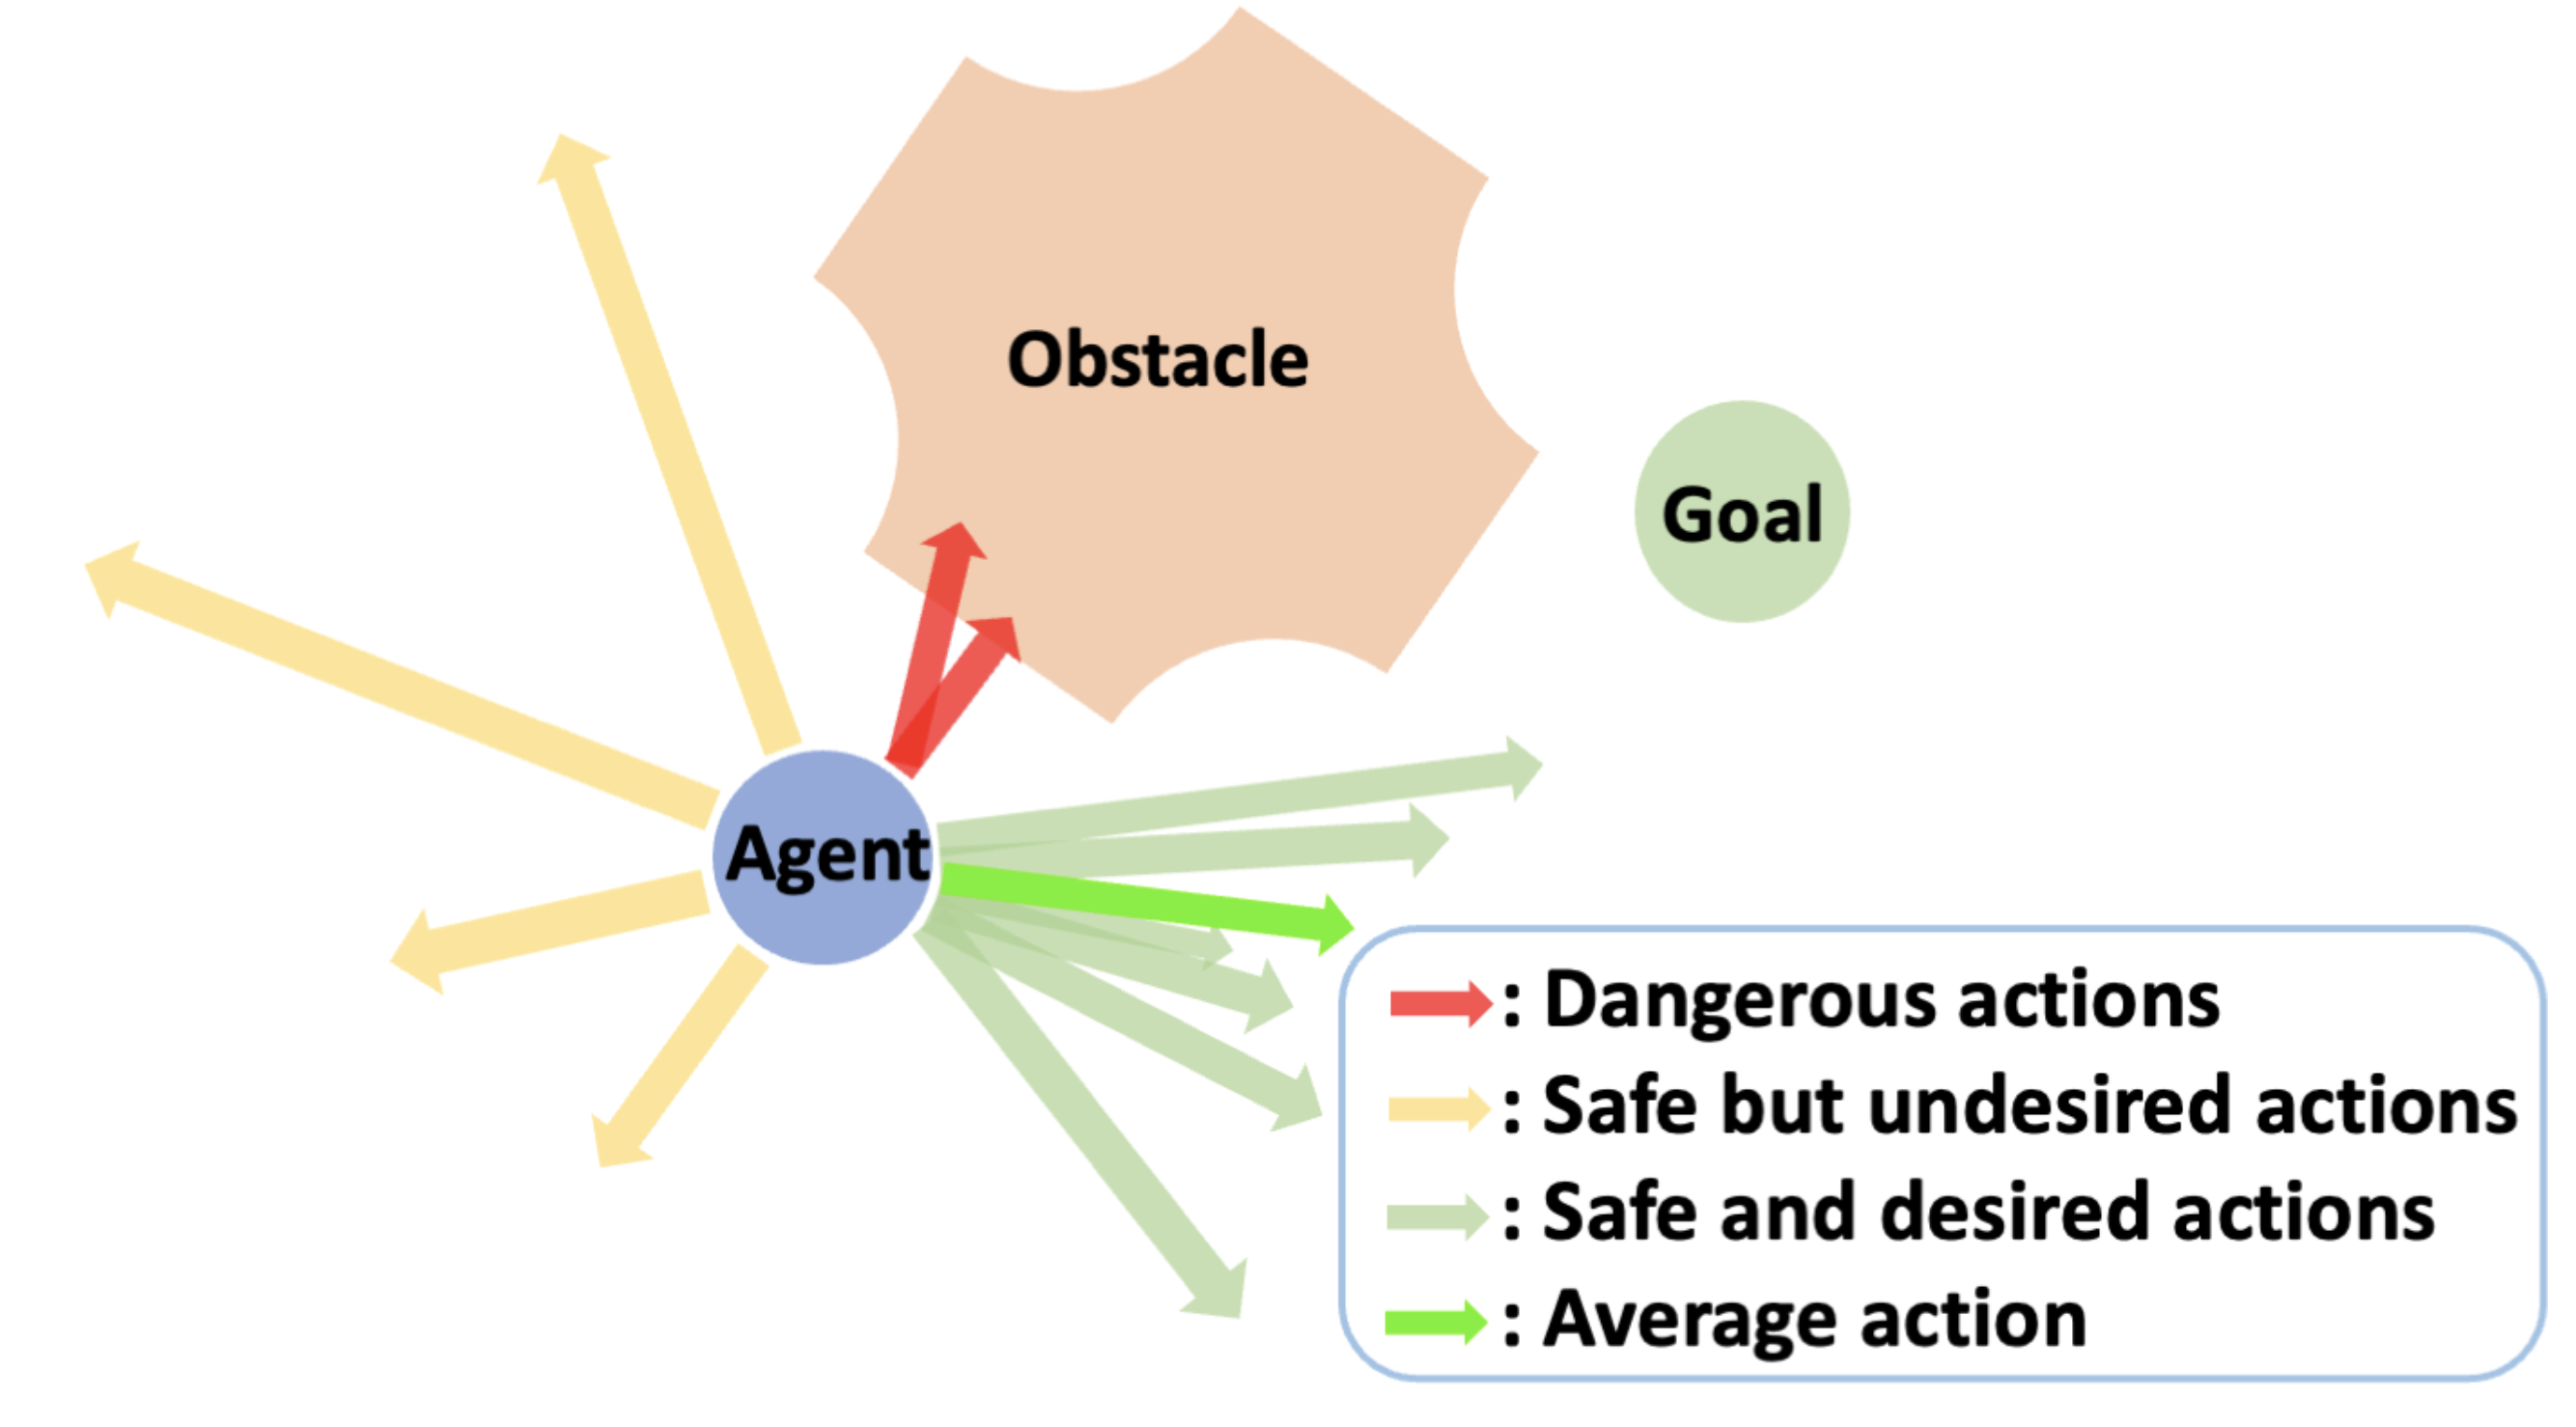 Obstacle
Goal
Agent
: Dangerous actions
: Safe but undesired actions
: Safe and desired actions
: Average action